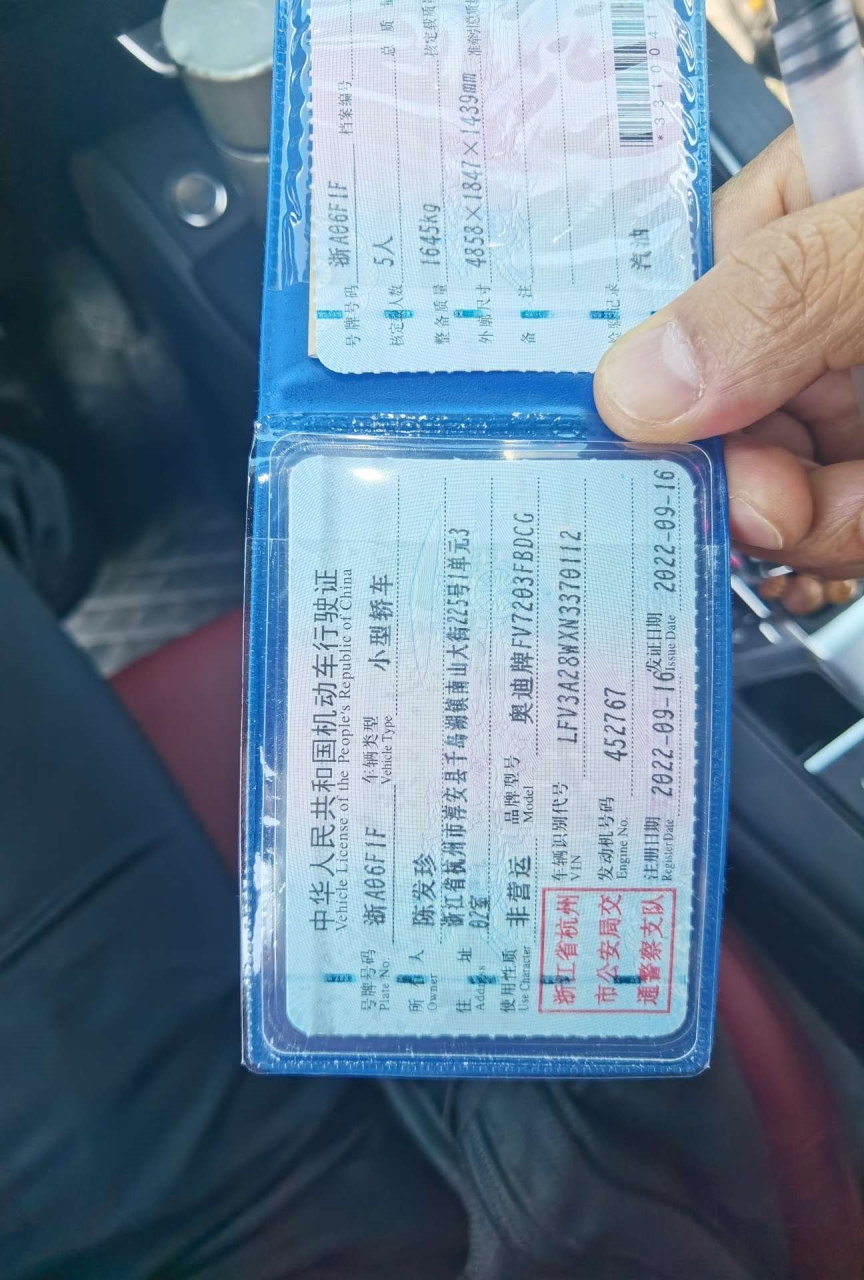 中华人民共和国机动车行驶证
Vehicle License of the People's Republic of China
号牌号码 浙A06F1F 车辆类型 小型轿车
Plate No. Vehicle Type
所有人 陈发珍
Owner
住址 浙江省杭州市淳安县千岛湖镇南山大街225号1单元3
Address 02室
使用性质 非营运 品牌型号 奥迪牌FV7203FBDCG
Use Character Model
浙江省杭州
市公安局交
通警察支队
车辆识别代号 LFV3A28WXN3370112
VIN
发动机号码 452767
Engine No.
注册日期 2022-09-16 发证日期 2022-09-16
Register Date Issue Date
号牌号码 浙A06F1F 档案编号
核定载人数 5人 总质量
整备质量 1645kg 核定载质量
外廓尺寸 4858×1847×1439mm 准牵引总质量
备注
检验记录
汽油
*3310041